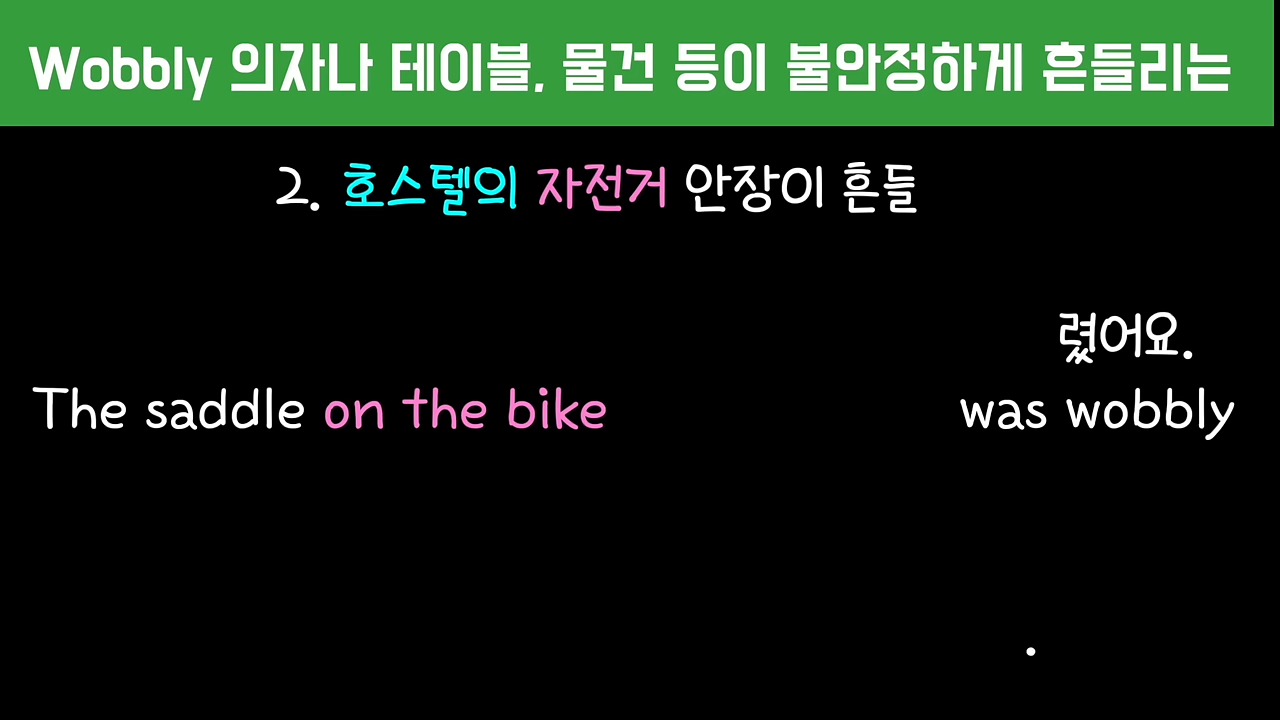 Wobbly 의자나 테이블, 물건 등이 불안정하게 흔들리는
2. 호스텔의 자전거 안장이 흔들
렸어요.
The saddle on the bike was wobbly
.